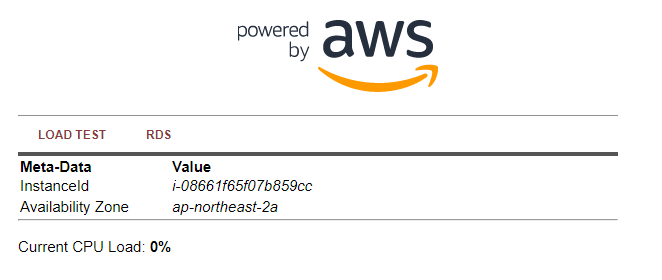 powered
by
aws
LOAD TEST RDS
Meta-Data Value
InstanceId i-08661f65f07b859cc
Availability Zone ap-northeast-2a
Current CPU Load: 0%